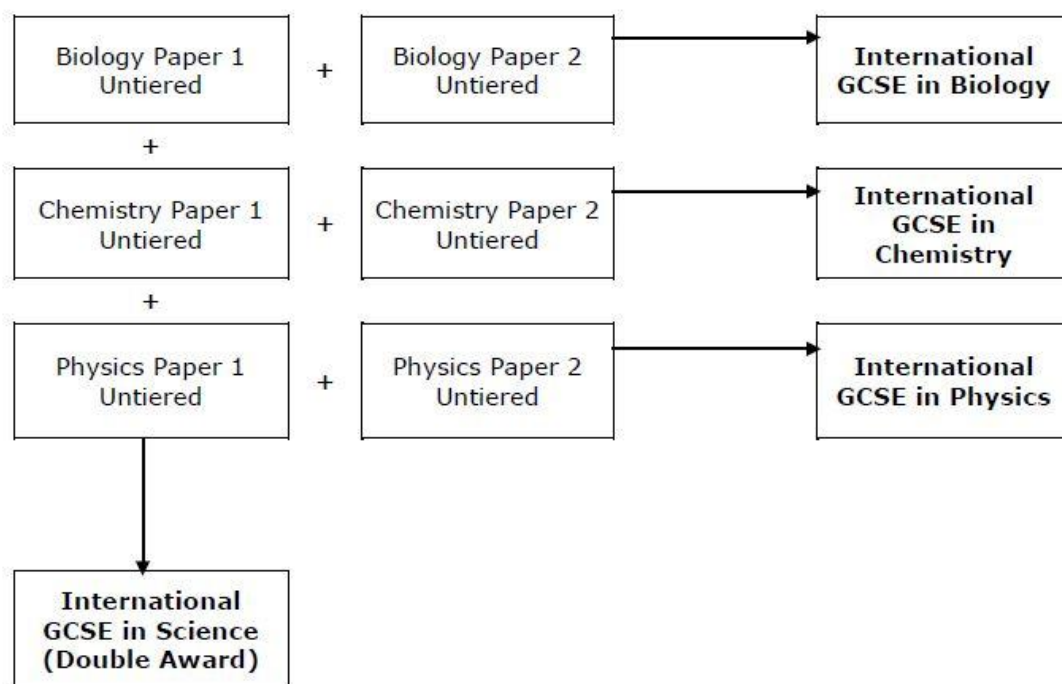 Biology Paper 1
Untiered
+
Biology Paper 2
Untiered
International
GCSE in Biology
+
Chemistry Paper 1
Untiered
+
Chemistry Paper 2
Untiered
International
GCSE in
Chemistry
+
Physics Paper 1
Untiered
+
Physics Paper 2
Untiered
International
GCSE in Physics
International
GCSE in Science
(Double Award)